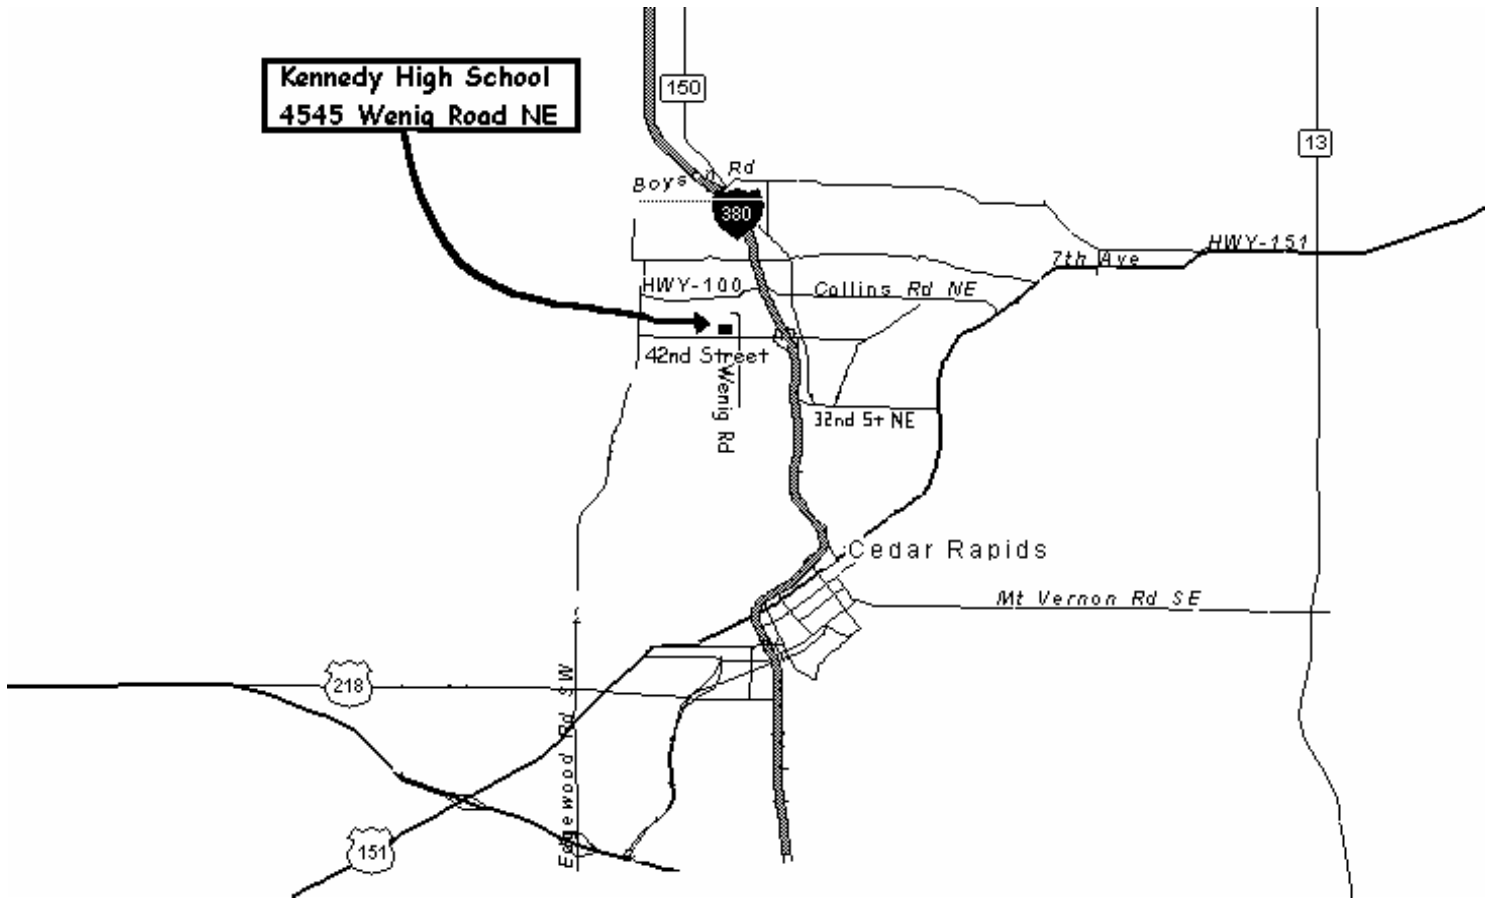 Kennedy High School
4545 Wenig Road NE
150
13
Boyson Rd
380
HWY-151
7th Ave
HWY-100
Collins Rd NE
42nd Street
Wenig Rd
32nd St NE
Cedar Rapids
Mt Vernon Rd SE
218
Edgewood Rd SW
151